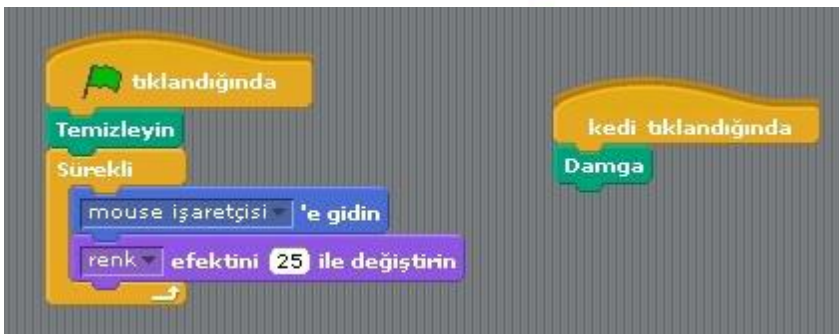 tıklandığında
Temizleyin
Sürekli
mouse işaretçisi 'e gidin
renk efektini 25 ile değiştirin
kedi tıklandığında
Damga